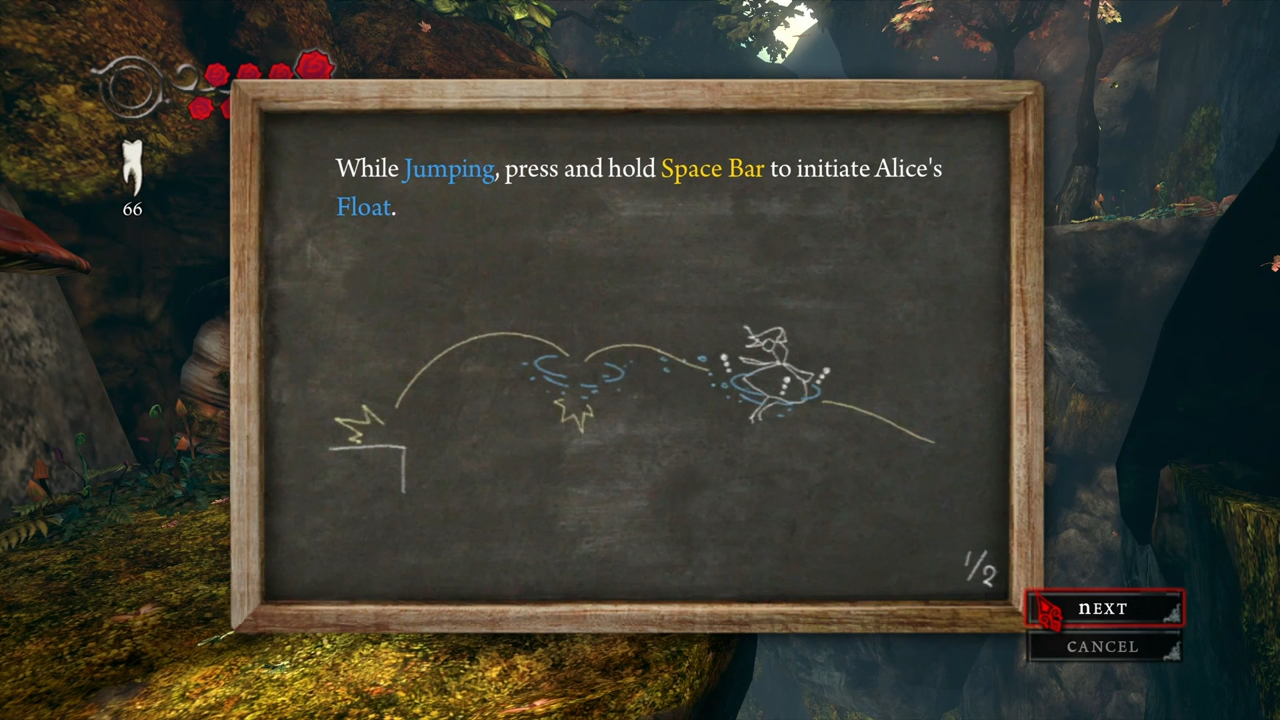 While Jumping, press and hold Space Bar to initiate Alice's
Float.
66
1/2
NEXT
CANCEL